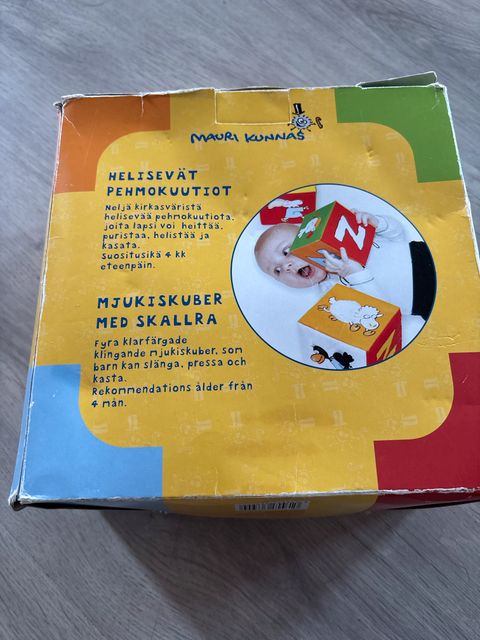 MAURI KUNNAS
HELISEVÄT
PEHMOKUUTIOT
Neljä kirkasväristä
helisevää pehmokuutiota,
joita lapsi voi heittää,
puristaa, helistää ja
kasata.
Suositusikä 4 kk
eteenpäin.
MJUKISKUBER
MED SKALLRA
Fyra klarfärgade
klingande mjukiskuber, som
barn kan slänga, pressa och
kasta.
Rekommendations ålder från
4 mån.
Z